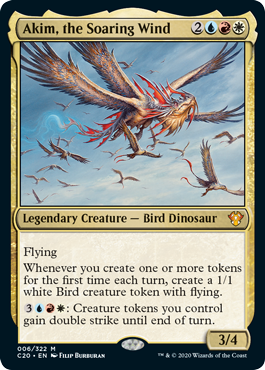 Akim, the Soaring Wind 2
Legendary Creature — Bird Dinosaur
Flying
Whenever you create one or more tokens
for the first time each turn, create a 1/1
white Bird creature token with flying.
3 : Creature tokens you control
gain double strike until end of turn.
3/4
006/322 M
C20 • EN Filip Burburan
™ & © 2020 Wizards of the Coast